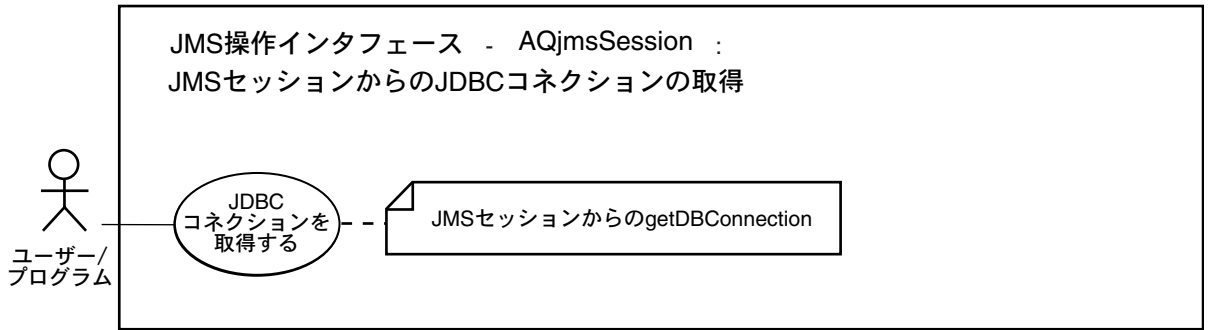 JMS操作インタフェース - AQjmsSession :
JMSセッションからのJDBCコネクションの取得
JDBC
コネクションを
取得する
JMSセッションからのgetDBConnection
ユーザー/
プログラム